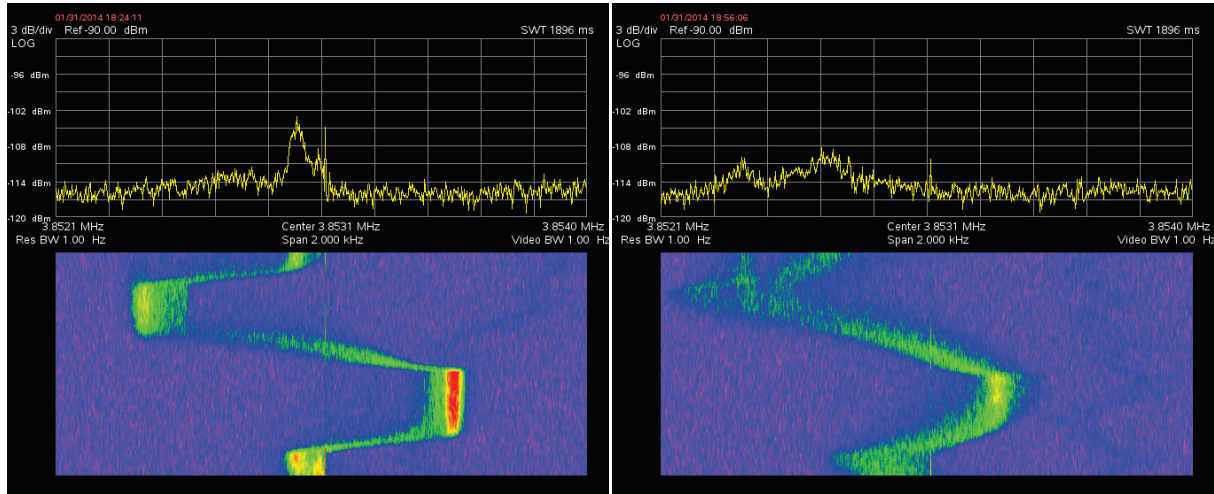 01/31/2014 18:24:11
3 dB/div Ref -90.00 dBm SWT 1896 ms
LOG
-96 dBm
-102 dBm
-108 dBm
-114 dBm
-120 dBm
3.8521 MHz Center 3.8531 MHz 3.8540 MHz
Res BW 1.00 Hz Span 2.000 kHz Video BW 1.00 Hz
01/31/2014 18:56:06
3 dB/div Ref -90.00 dBm SWT 1896 ms
LOG
-96 dBm
-102 dBm
-108 dBm
-114 dBm
-120 dBm
3.8521 MHz Center 3.8531 MHz 3.8540 MHz
Res BW 1.00 Hz Span 2.000 kHz Video BW 1.00 Hz